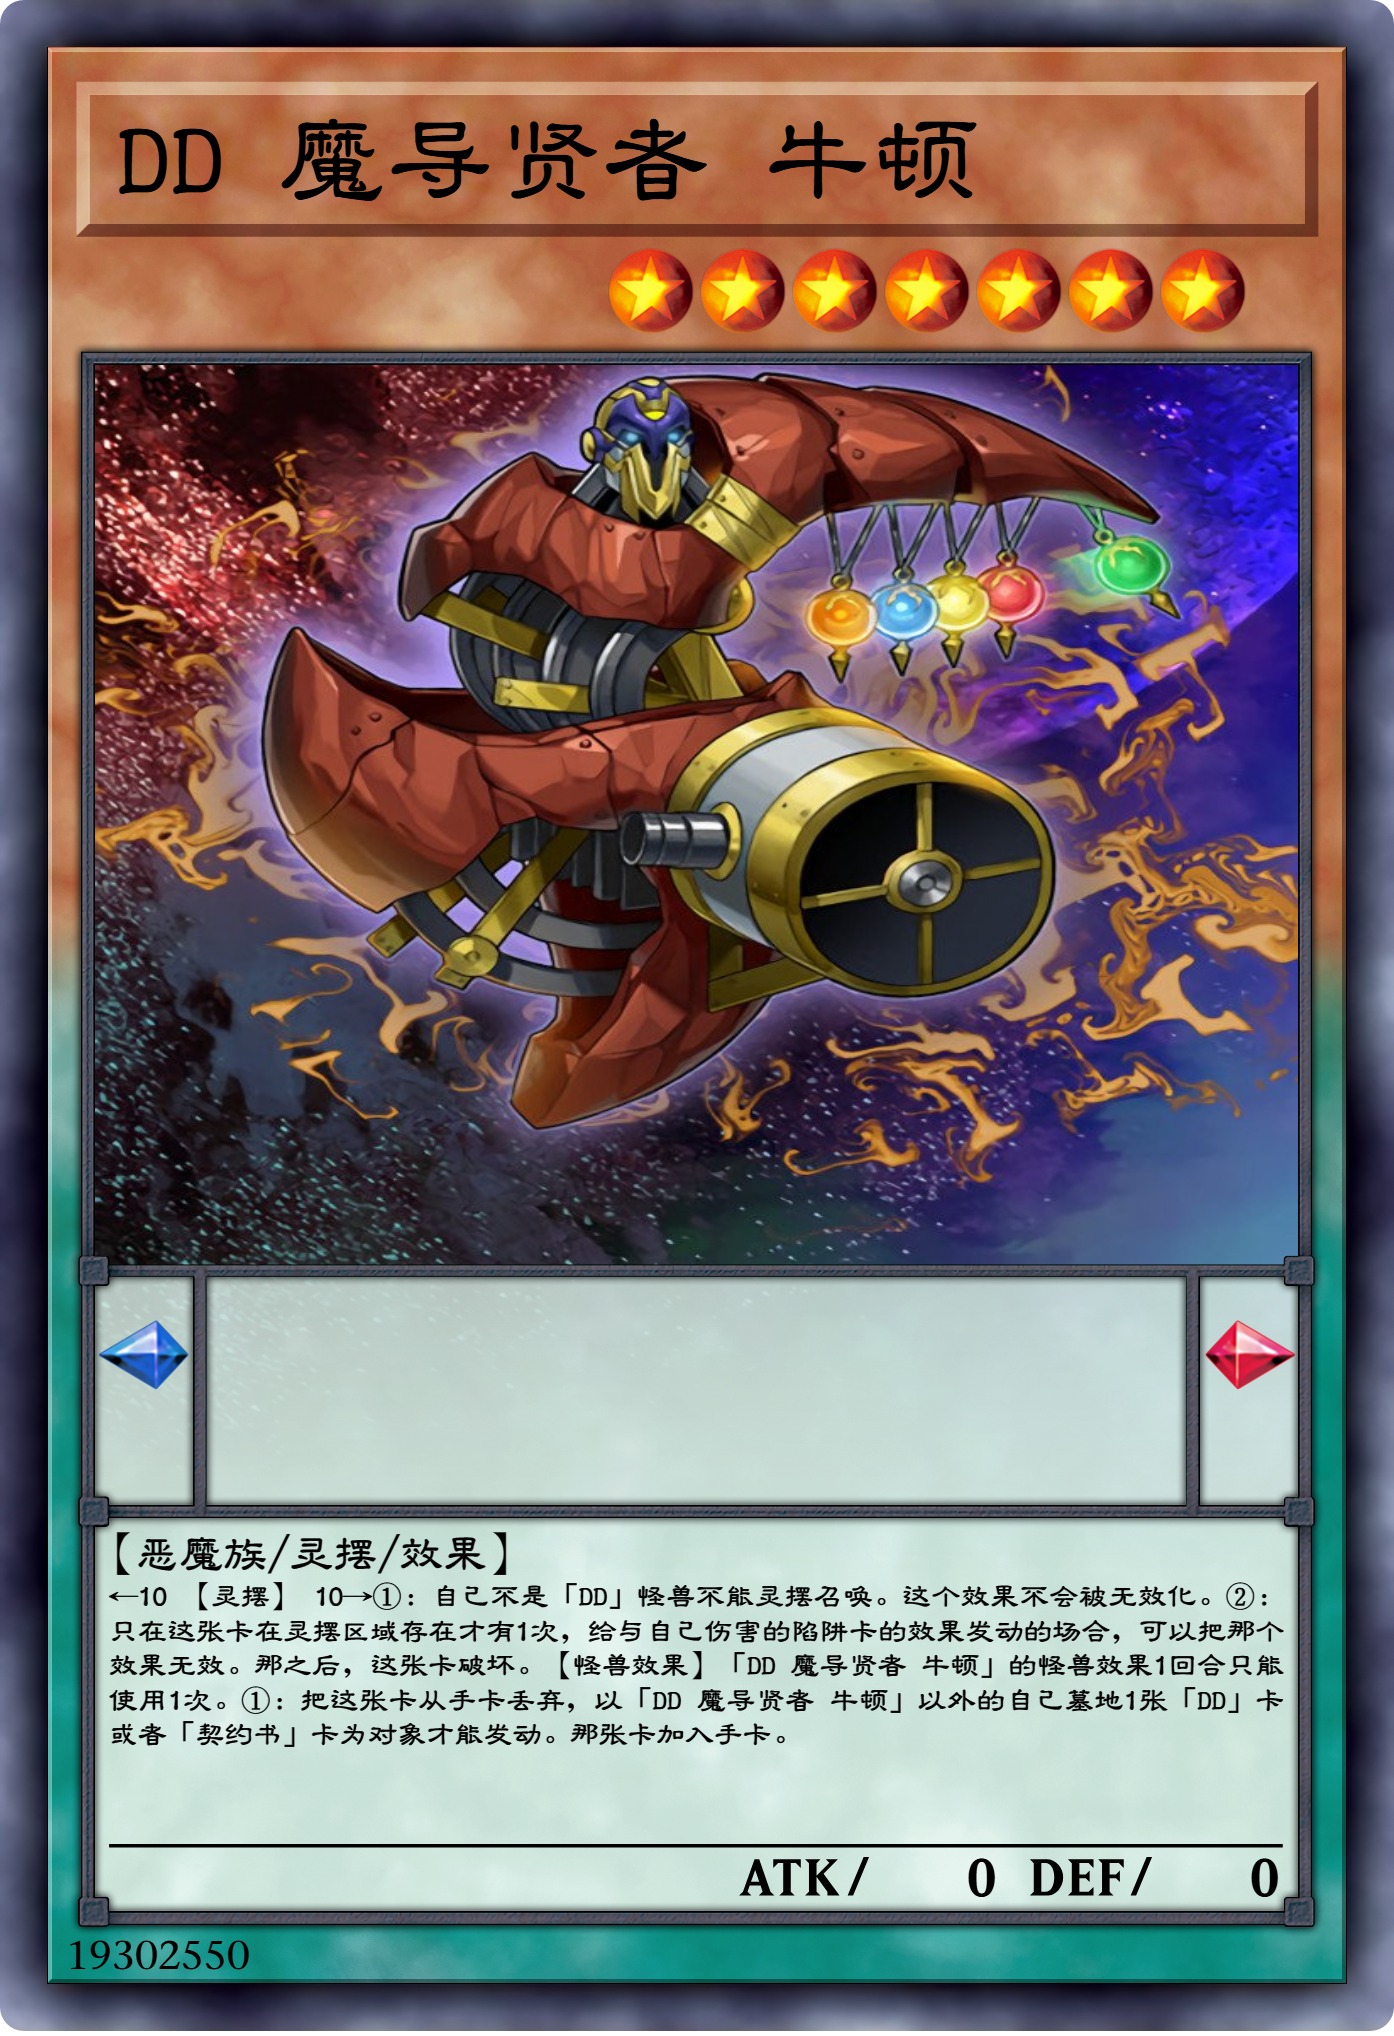 DD 魔导贤者 牛顿
【恶魔族/灵摆/效果】
←10 【灵摆】 10→①：自己不是「DD」怪兽不能灵摆召唤。这个效果不会被无效化。②：
只在这张卡在灵摆区域存在才有1次，给与自己伤害的陷阱卡的效果发动的场合，可以把那个
效果无效。那之后，这张卡破坏。【怪兽效果】「DD 魔导贤者 牛顿」的怪兽效果1回合只能
使用1次。①：把这张卡从手卡丢弃，以「DD 魔导贤者 牛顿」以外的自己墓地1张「DD」卡
或者「契约书」卡为对象才能发动。那张卡加入手卡。
ATK/ 0 DEF/ 0
19302550